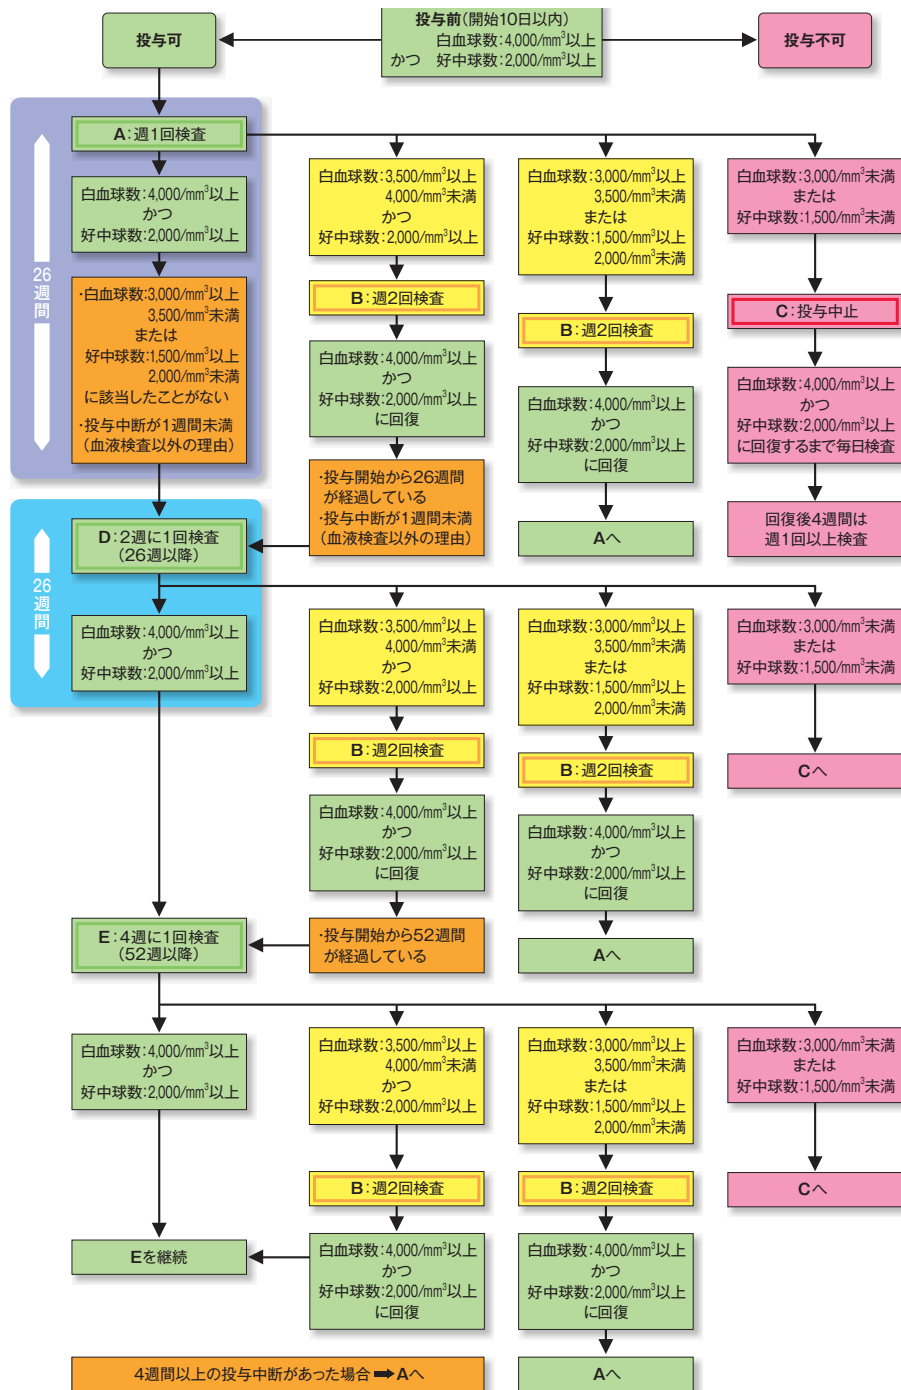 投与前(開始10日以内)
白血球数:4,000/mm³以上
かつ 好中球数:2,000/mm³以上
投与可
投与不可
26週間
A:週1回検査
白血球数:4,000/mm³以上
かつ
好中球数:2,000/mm³以上
・白血球数:3,000/mm³以上
3,500/mm³未満
または
好中球数:1,500/mm³以上
2,000/mm³未満
に該当したことがない
・投与中断が1週間未満
(血液検査以外の理由)
白血球数:3,500/mm³以上
4,000/mm³未満
かつ
好中球数:2,000/mm³以上
B:週2回検査
白血球数:4,000/mm³以上
かつ
好中球数:2,000/mm³以上
に回復
・投与開始から26週間
が経過している
・投与中断が1週間未満
(血液検査以外の理由)
白血球数:3,000/mm³以上
3,500/mm³未満
または
好中球数:1,500/mm³以上
2,000/mm³未満
B:週2回検査
白血球数:4,000/mm³以上
かつ
好中球数:2,000/mm³以上
に回復
Aへ
白血球数:3,000/mm³未満
または
好中球数:1,500/mm³未満
C:投与中止
白血球数:4,000/mm³以上
かつ
好中球数:2,000/mm³以上
に回復するまで毎日検査
回復後4週間は
週1回以上検査
26週間
D:2週に1回検査
(26週以降)
白血球数:4,000/mm³以上
かつ
好中球数:2,000/mm³以上
白血球数:3,500/mm³以上
4,000/mm³未満
かつ
好中球数:2,000/mm³以上
B:週2回検査
白血球数:4,000/mm³以上
かつ
好中球数:2,000/mm³以上
に回復
・投与開始から52週間
が経過している
白血球数:3,000/mm³以上
3,500/mm³未満
または
好中球数:1,500/mm³以上
2,000/mm³未満
B:週2回検査
白血球数:4,000/mm³以上
かつ
好中球数:2,000/mm³以上
に回復
Aへ
白血球数:3,000/mm³未満
または
好中球数:1,500/mm³未満
Cへ
E:4週に1回検査
(52週以降)
白血球数:4,000/mm³以上
かつ
好中球数:2,000/mm³以上
Eを継続
白血球数:3,500/mm³以上
4,000/mm³未満
かつ
好中球数:2,000/mm³以上
B:週2回検査
白血球数:4,000/mm³以上
かつ
好中球数:2,000/mm³以上
に回復
白血球数:3,000/mm³以上
3,500/mm³未満
または
好中球数:1,500/mm³以上
2,000/mm³未満
B:週2回検査
白血球数:4,000/mm³以上
かつ
好中球数:2,000/mm³以上
に回復
Aへ
白血球数:3,000/mm³未満
または
好中球数:1,500/mm³未満
Cへ
4週間以上の投与中断があった場合➡Aへ